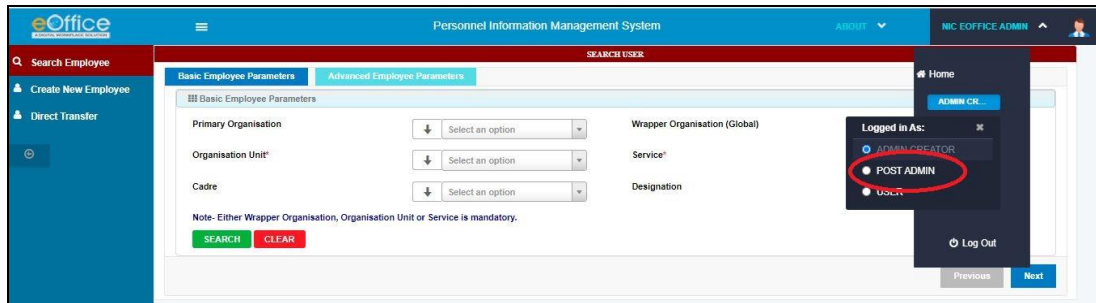 eOffice
A DIGITAL WORKPLACE SOLUTION
Personnel Information Management System
ABOUT
NIC EOFFICE ADMIN
Search Employee
Create New Employee
Direct Transfer
SEARCH USER
Basic Employee Parameters
Advanced Employee Parameters
Basic Employee Parameters
Primary Organisation
Select an option
Wrapper Organisation (Global)
Organisation Unit*
Select an option
Service*
Cadre
Select an option
Designation
Note- Either Wrapper Organisation, Organisation Unit or Service is mandatory.
SEARCH
CLEAR
Previous
Next
Home
ADMIN CR...
Logged in As:
ADMIN CREATOR
POST ADMIN
USER
Log Out